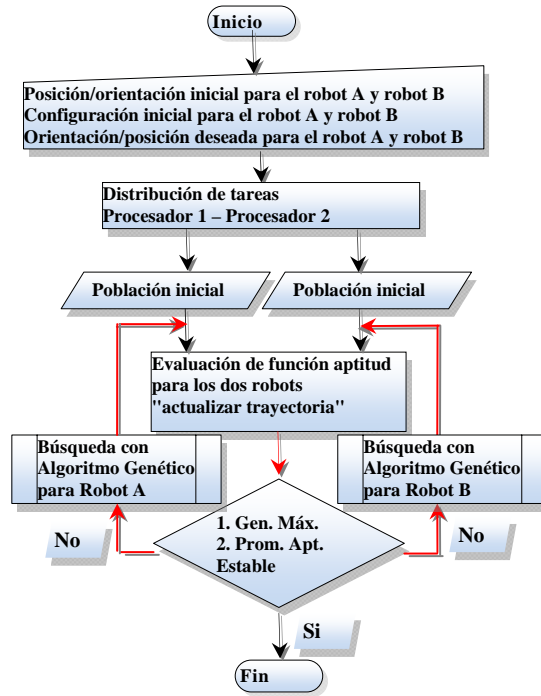 Inicio
Posición/orientación inicial para el robot A y robot B
Configuración inicial para el robot A y robot B
Orientación/posición deseada para el robot A y robot B
Distribución de tareas
Procesador 1 – Procesador 2
Población inicial
Población inicial
Evaluación de función aptitud
para los dos robots
"actualizar trayectoria"
Búsqueda con
Algoritmo Genético
para Robot A
Búsqueda con
Algoritmo Genético
para Robot B
1. Gen. Máx.
2. Prom. Apt.
Estable
No
No
Si
Fin